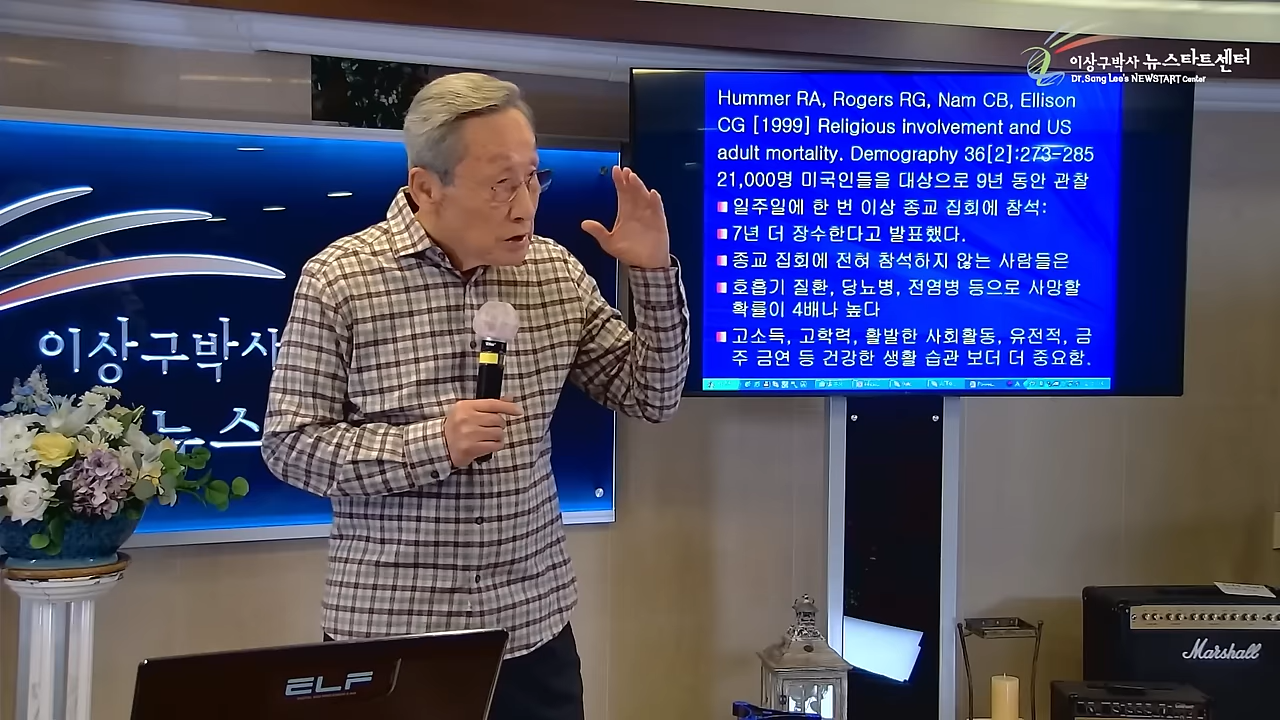 이상구박사 뉴스타트센터
Dr. Sang Lee's NEWSTART Center
Hummer RA, Rogers RG, Nam CB, Ellison
CG [1999] Religious involvement and US
adult mortality. Demography 36[2]:273-285
21,000명 미국인들을 대상으로 9년 동안 관찰
일주일에 한 번 이상 종교 집회에 참석:
7년 더 장수한다고 발표했다.
종교 집회에 전혀 참석하지 않는 사람들은
호흡기 질환, 당뇨병, 전염병 등으로 사망할
확률이 4배나 높다
고소득, 고학력, 활발한 사회활동, 유전적, 금
주 금연 등 건강한 생활 습관 보더 더 중요함.
이상구박사
뉴스
ELF
Marshall